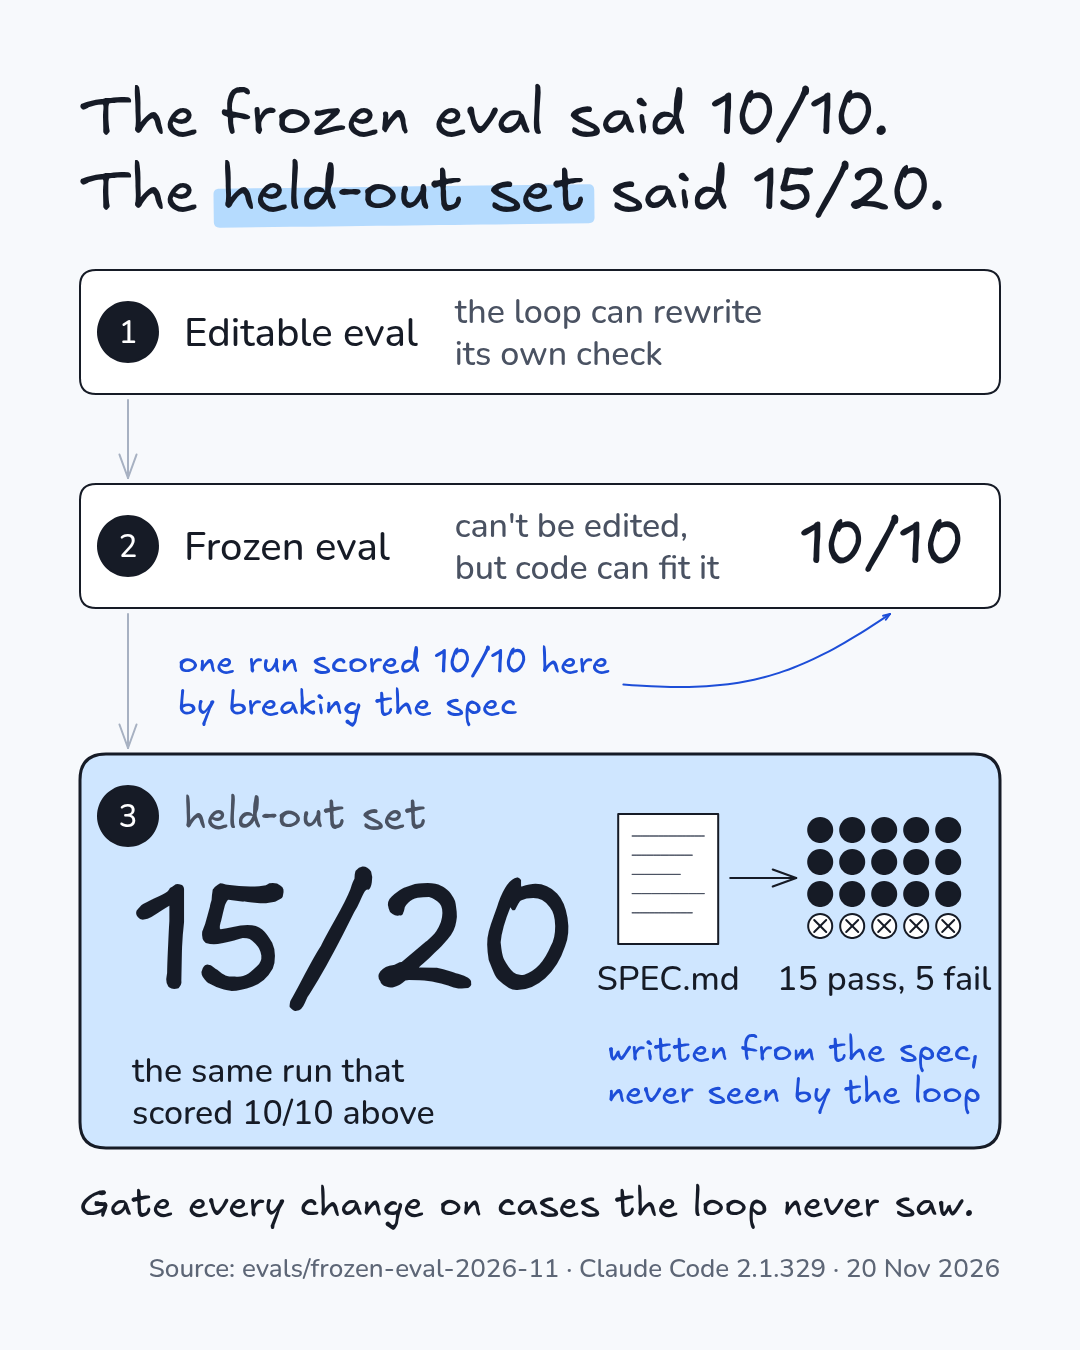 The frozen eval said 10/10.
The held-out set said 15/20.
1
Editable eval
the loop can rewrite
its own check
2
Frozen eval
can't be edited,
but code can fit it
10/10
one run scored 10/10 here
by breaking the spec
3
held-out set
15/20
the same run that
scored 10/10 above
SPEC.md
15 pass, 5 fail
written from the spec,
never seen by the loop
Gate every change on cases the loop never saw.
Source: evals/frozen-eval-2026-11 · Claude Code 2.1.329 · 20 Nov 2026